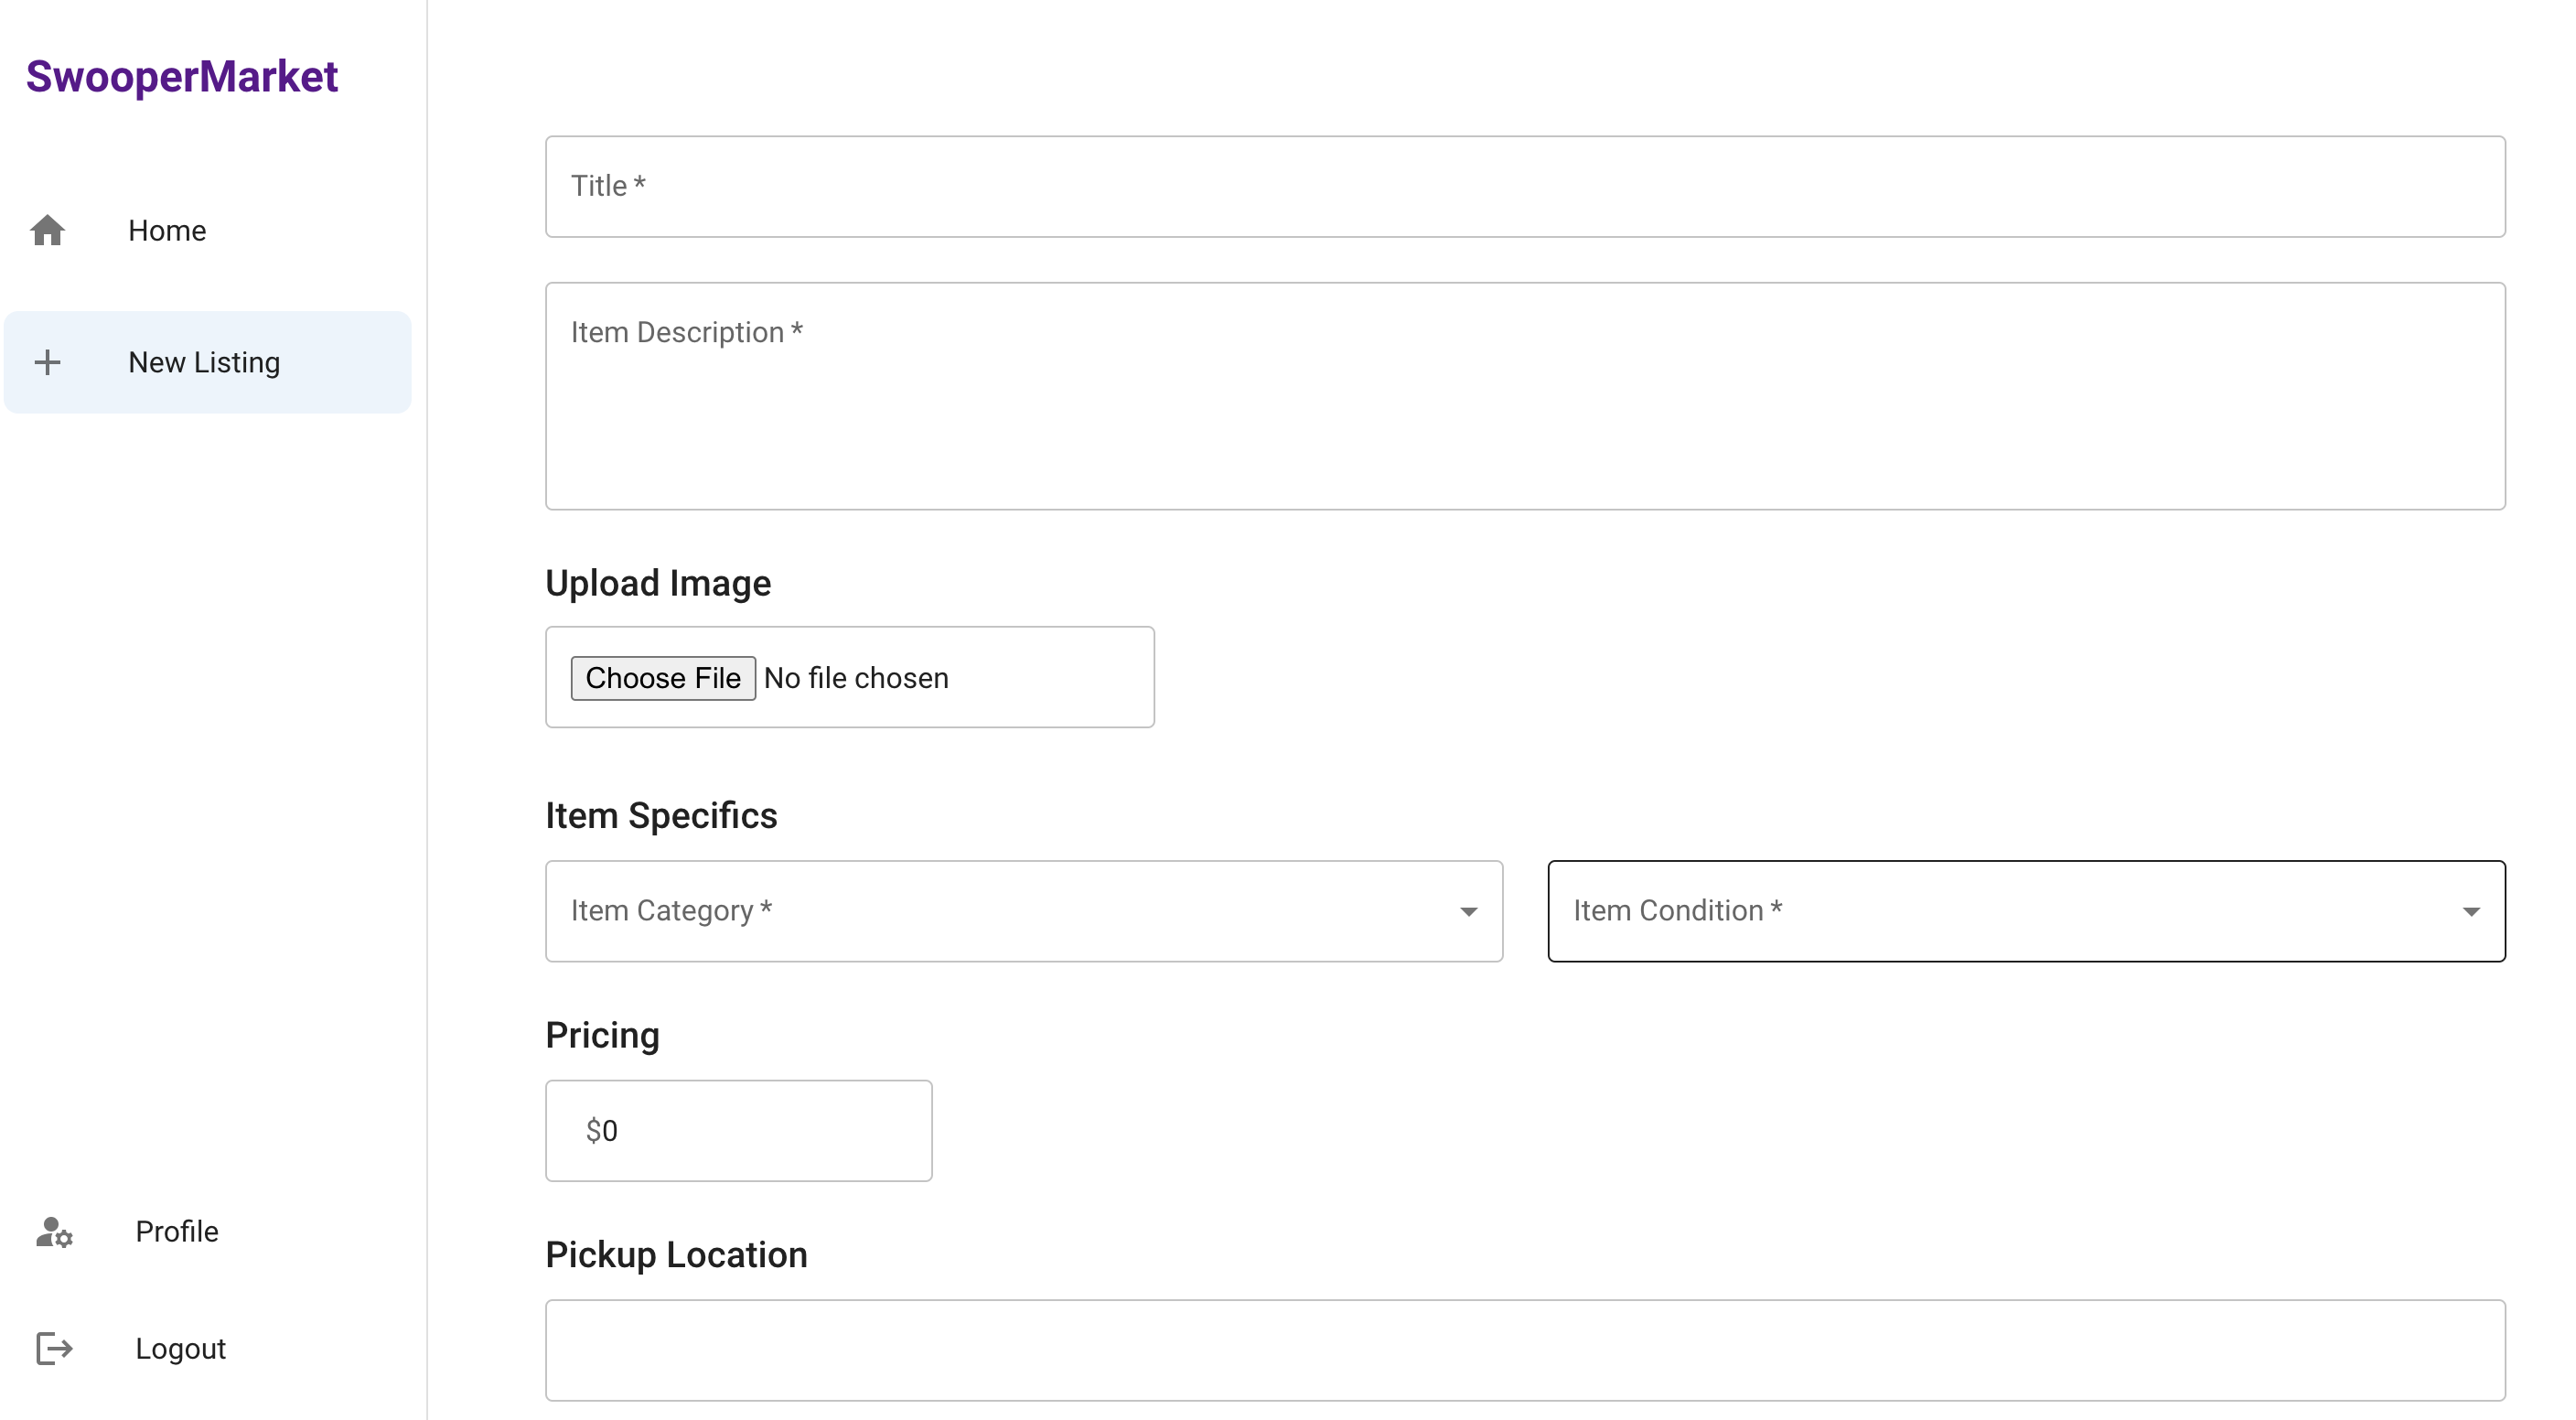 SwooperMarket
Home
New Listing
Profile
Logout
Title *
Item Description *
Upload Image
Choose File No file chosen
Item Specifics
Item Category *
Item Condition *
Pricing
$0
Pickup Location